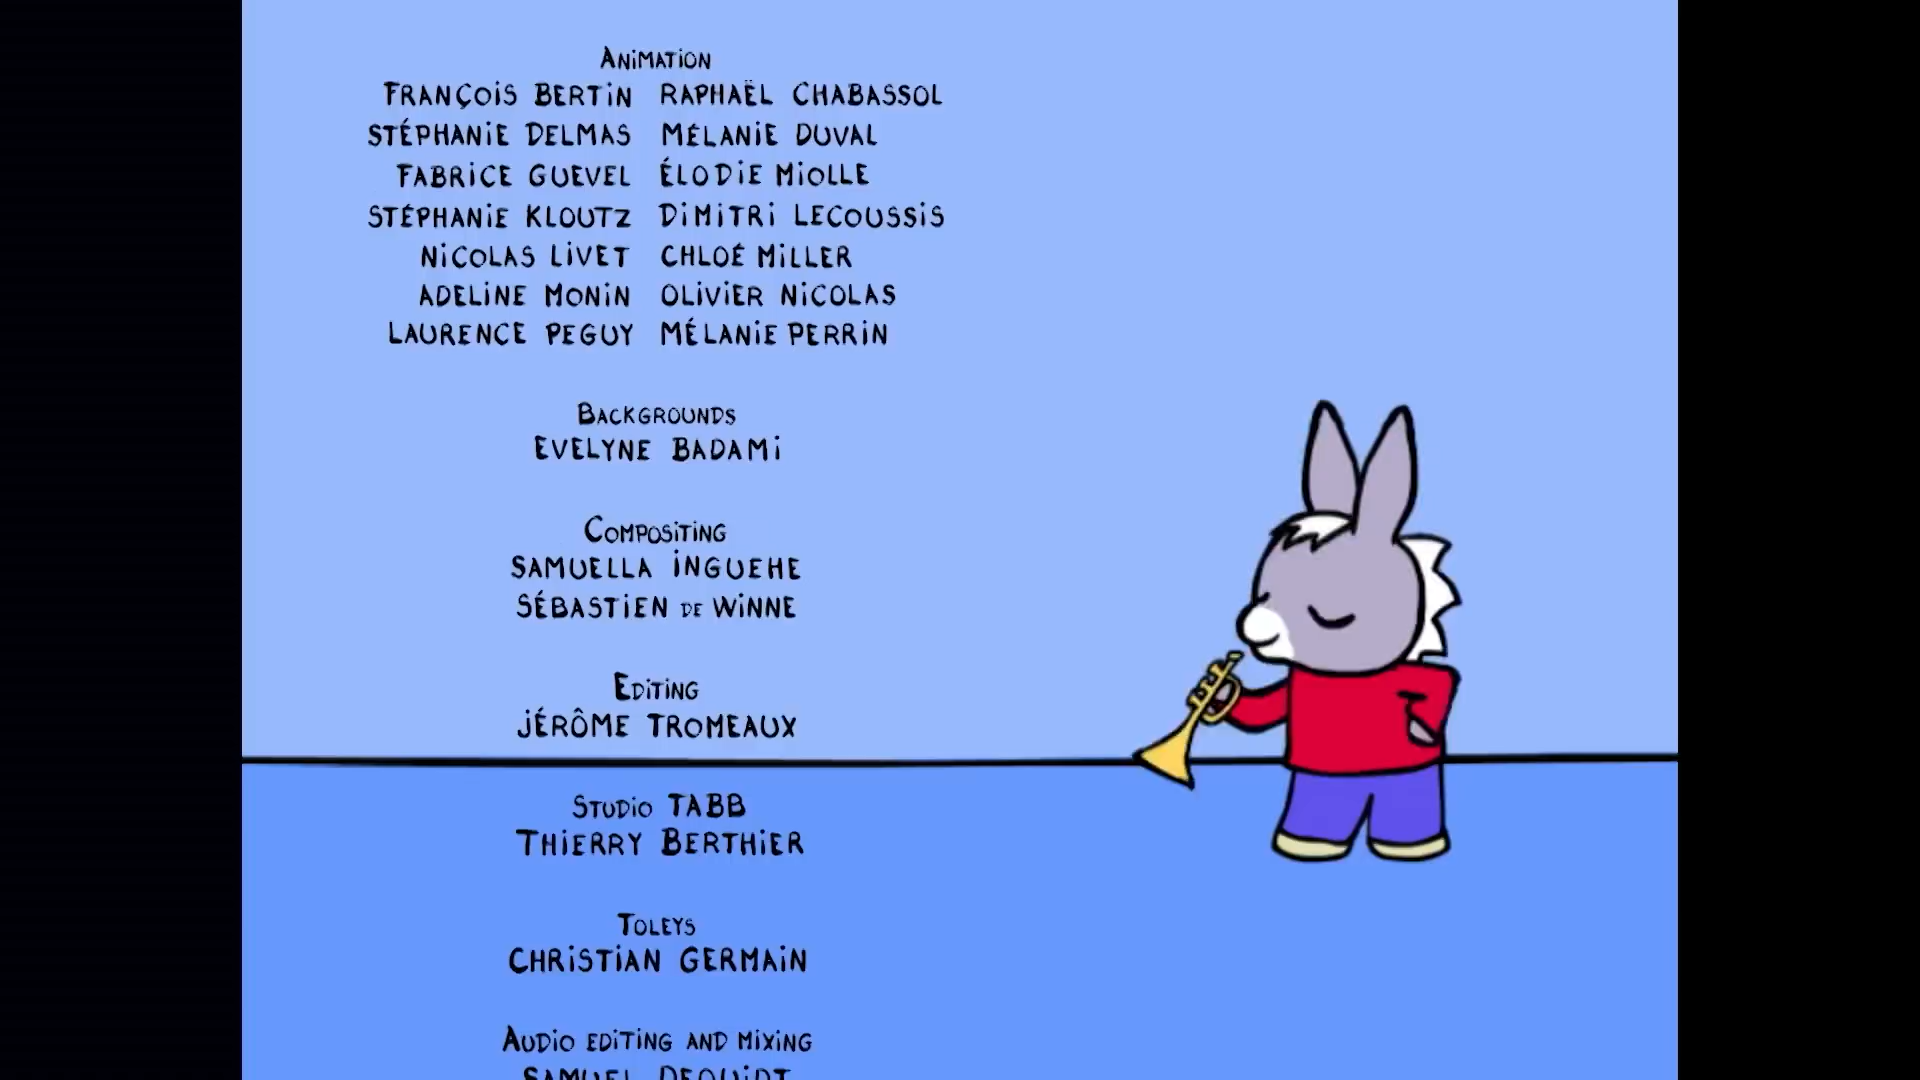 Animation
FRANÇOiS BERTiN RAPHAËL CHABASSOL
STÉPHANiE DELMAS MÉLANiE DUVAL
FABRiCE GUEVEL ÉLODiE MiOLLE
STÉPHANiE KLOUTZ DiMiTRi LECOUSSiS
NiCOLAS LiVET CHLOÉ MiLLER
ADELiNE MONiN OLiViER NiCOLAS
LAURENCE PEGUY MÉLANiE PERRiN
Backgrounds
EVELYNE BADAMi
Compositing
SAMUELLA iNGUEHE
SÉBASTiEN DE WiNNE
Editing
JÉRÔME TROMEAUX
Studio TABB
THiERRY BERTHiER
Toleys
CHRiSTiAN GERMAiN
Audio editing and mixing
SAMUEL DEQUiDT